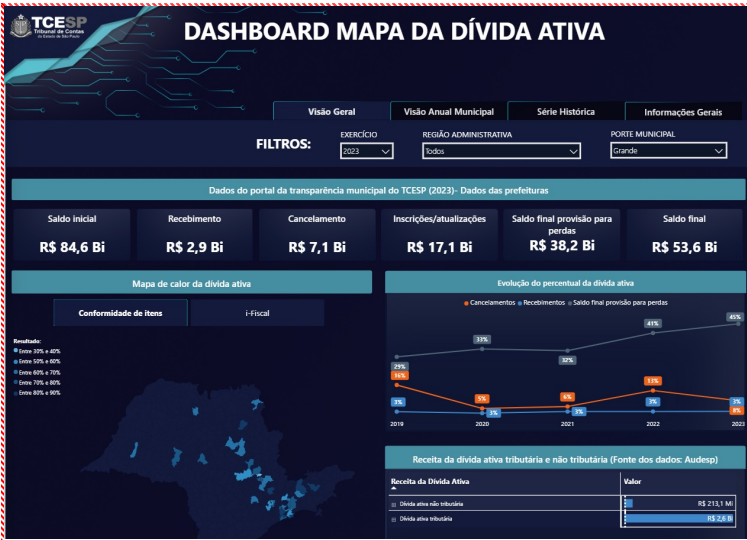 TCESP
Tribunal de Contas
do Estado de São Paulo
DASHBOARD MAPA DA DÍVIDA ATIVA
Visão Geral
Visão Anual Municipal
Série Histórica
Informações Gerais
FILTROS:
EXERCÍCIO
2023
REGIÃO ADMINISTRATIVA
Todos
PORTE MUNICIPAL
Grande
Dados do portal da transparência municipal do TCESP (2023)- Dados das prefeituras
Saldo inicial
R$ 84,6 Bi
Recebimento
R$ 2,9 Bi
Cancelamento
R$ 7,1 Bi
Inscrições/atualizações
R$ 17,1 Bi
Saldo final provisão para
perdas
R$ 38,2 Bi
Saldo final
R$ 53,6 Bi
Mapa de calor da dívida ativa
Conformidade de itens
i-Fiscal
Resultado:
Entre 30% e 40%
Entre 50% e 60%
Entre 60% e 70%
Entre 70% e 80%
Entre 80% e 90%
Evolução do percentual da dívida ativa
Cancelamentos Recebimentos Saldo final provisão para perdas
29%
33%
32%
41%
45%
16%
5%
6%
13%
8%
3%
3%
3%
3%
3%
2019
2020
2021
2022
2023
Receita da dívida ativa tributária e não tributária (Fonte dos dados: Audesp)
Receita da Dívida Ativa
Valor
Dívida ativa não tributária
R$ 213,1 Mi
Dívida ativa tributária
R$ 2,6 Bi